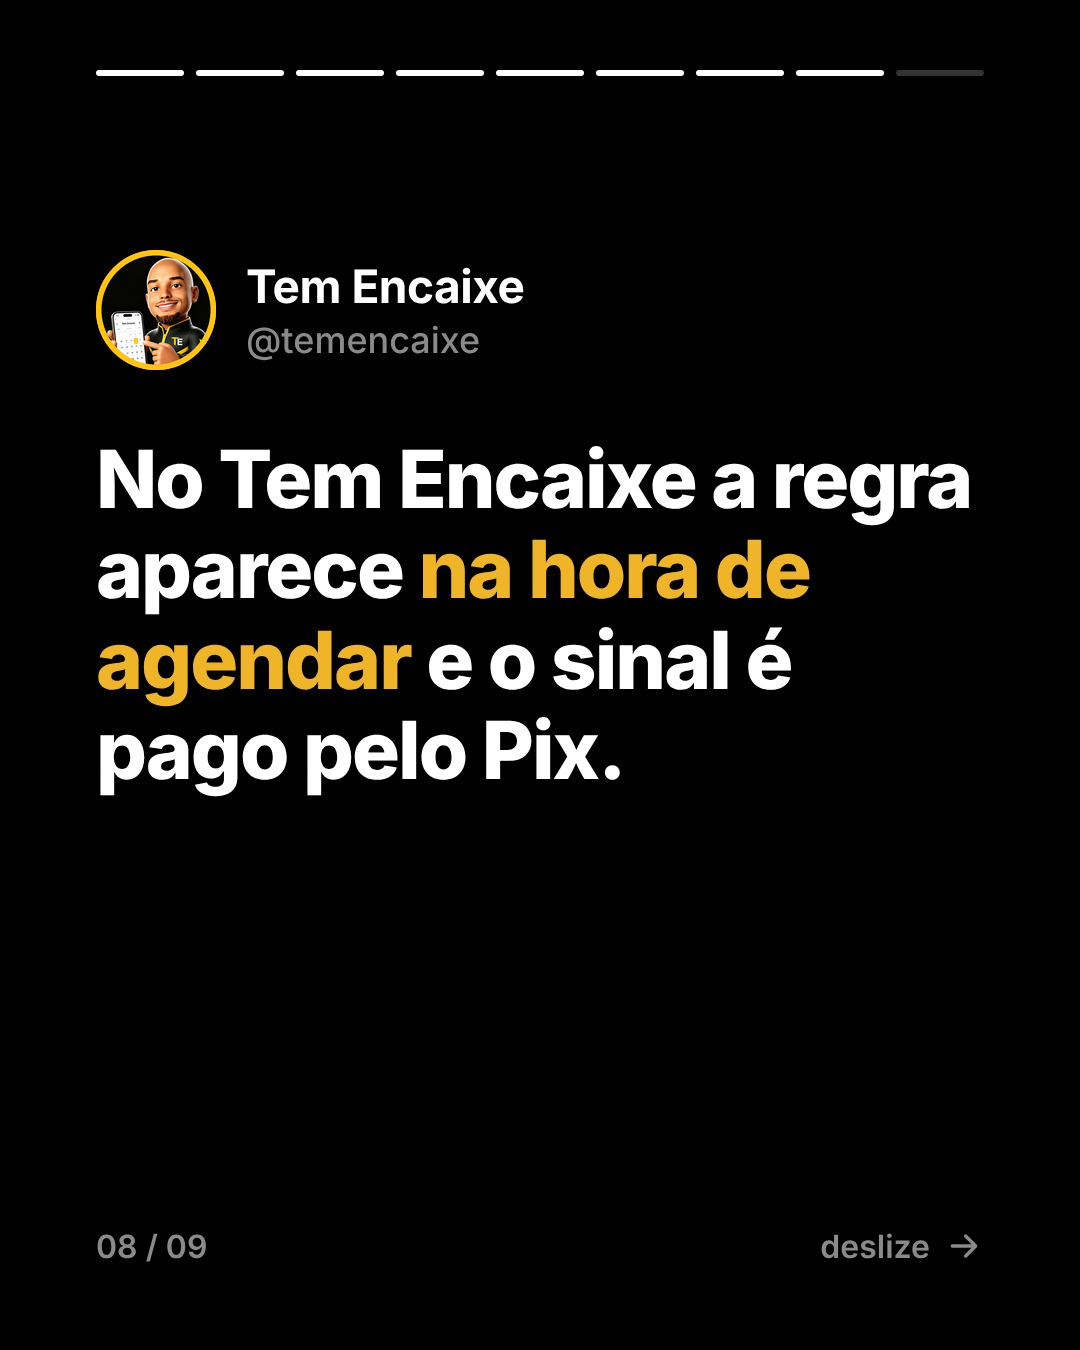 Tem Encaixe
@temencaixe
TE
No Tem Encaixe a regra
aparece na hora de
agendar e o sinal é
pago pelo Pix.
08 / 09
deslize →